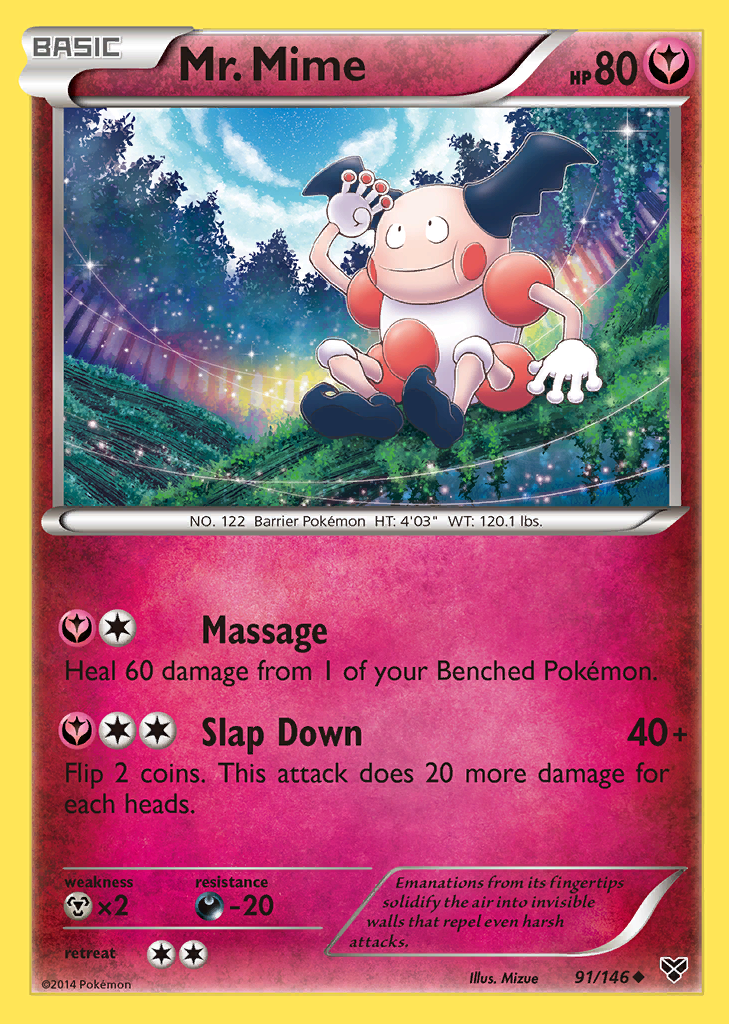 BASIC
Mr. Mime
HP 80
NO. 122 Barrier Pokémon HT: 4'03" WT: 120.1 lbs.
Massage
Heal 60 damage from 1 of your Benched Pokémon.
Slap Down 40+
Flip 2 coins. This attack does 20 more damage for
each heads.
weakness resistance
×2 -20
Emanations from its fingertips
solidify the air into invisible
walls that repel even harsh
attacks.
retreat
©2014 Pokémon
Illus. Mizue 91/146